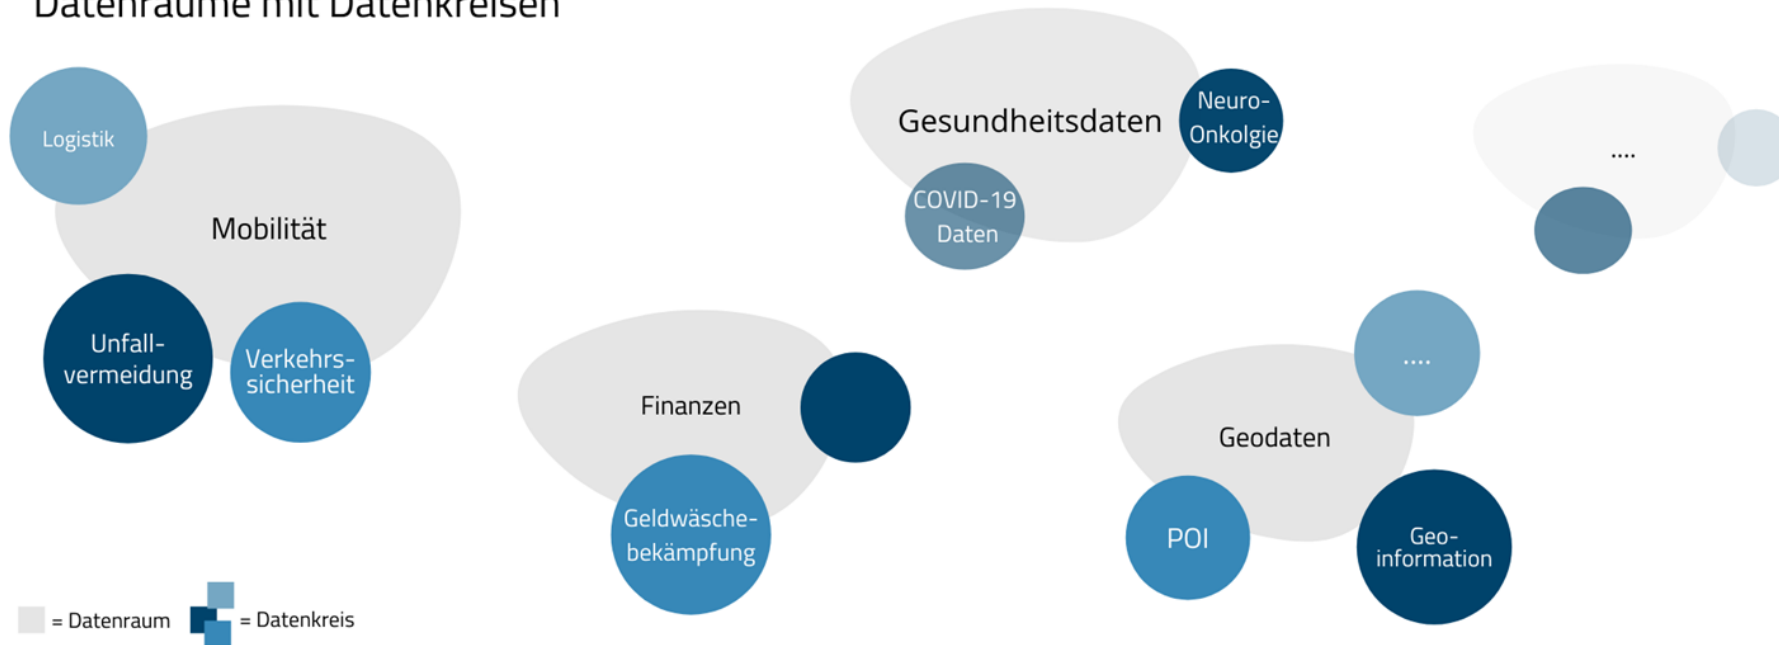 Datenräume mit Datenkreisen
Logistik
Mobilität
Unfall-
vermeidung
Verkehrs-
sicherheit
Finanzen
Geldwäsche-
bekämpfung
Gesundheitsdaten
Neuro-
Onkolgie
COVID-19
Daten
....
....
Geodaten
POI
Geo-
information
= Datenraum
= Datenkreis